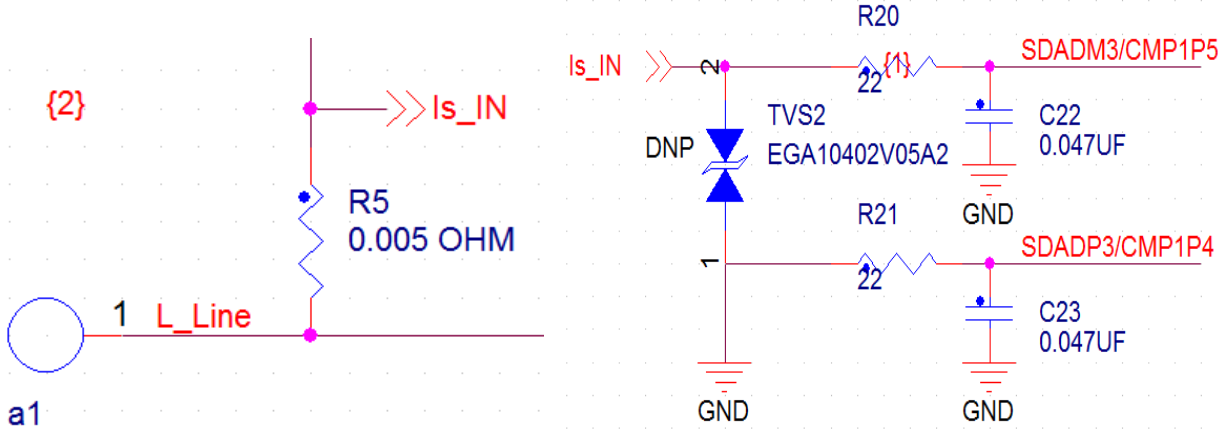 {2}
Is_IN
R5
0.005 OHM
1
L_Line
a1
R20
Is_IN
2
{1}
22
SDADM3/CMP1P5
TVS2
DNP
EGA10402V05A2
C22
0.047UF
GND
R21
1
22
SDADP3/CMP1P4
C23
0.047UF
GND
GND